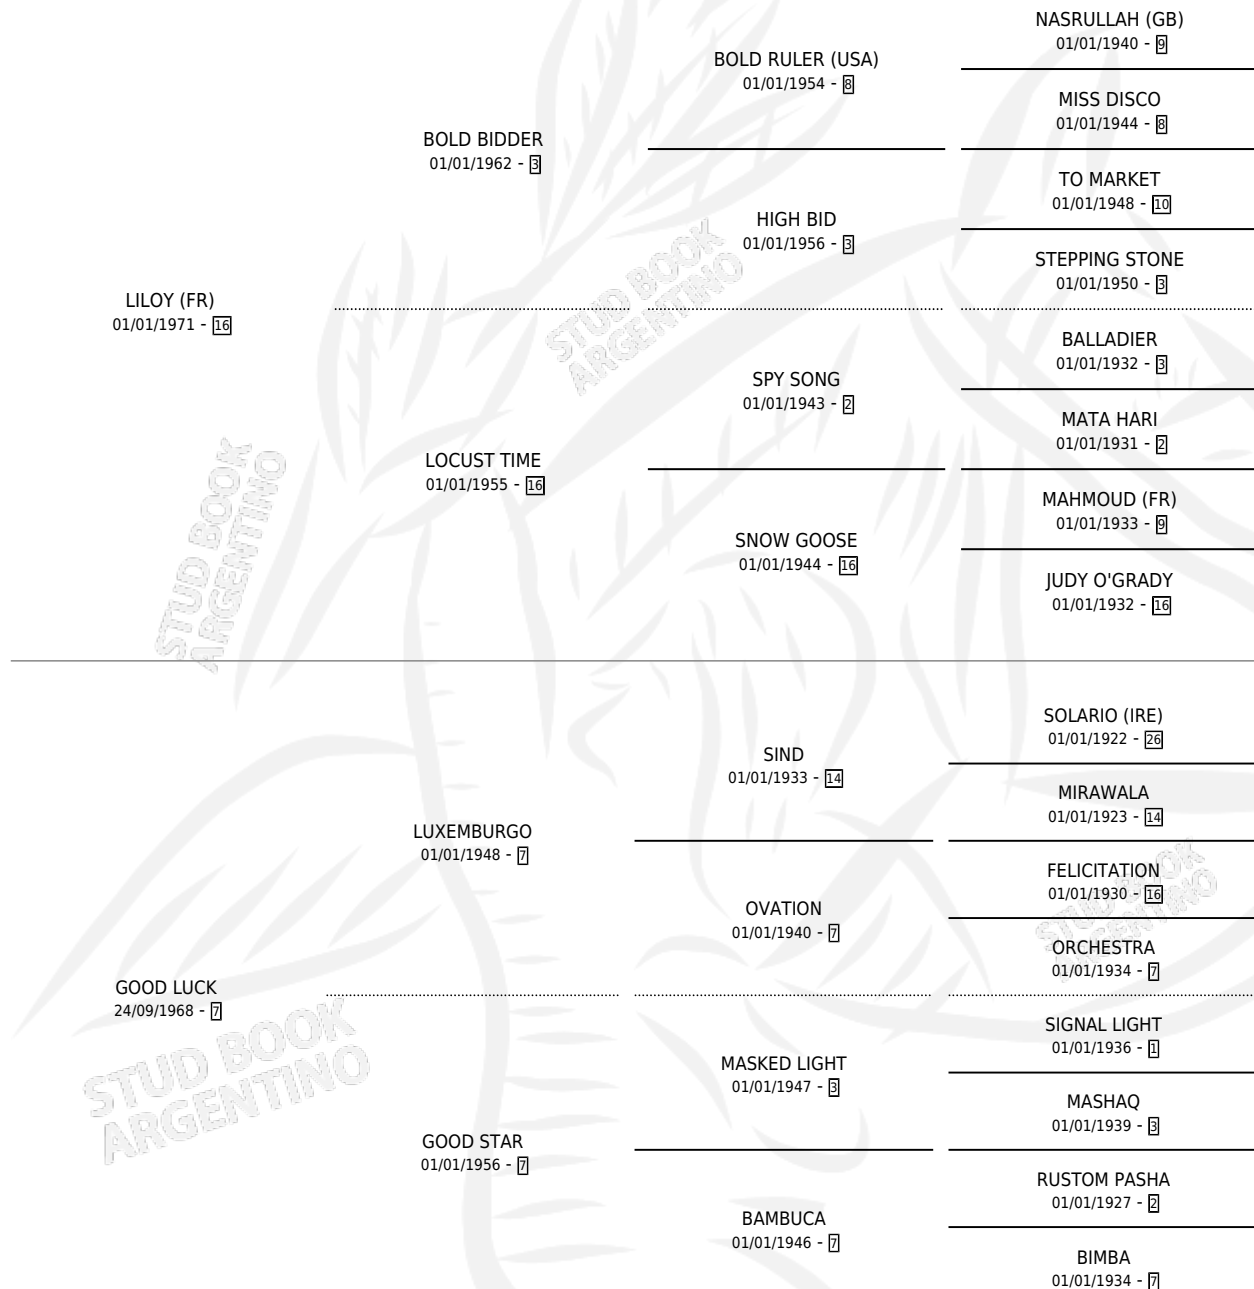 NASRULLAH (GB)
01/01/1940 - 9
BOLD RULER (USA)
01/01/1954 - 8
MISS DISCO
01/01/1944 - 8
BOLD BIDDER
01/01/1962 - 3
TO MARKET
01/01/1948 - 10
HIGH BID
01/01/1956 - 3
STEPPING STONE
01/01/1950 - 3
LILOY (FR)
01/01/1971 - 16
STUD BOOK
ARGENTINO
BALLADIER
01/01/1932 - 3
SPY SONG
01/01/1943 - 2
MATA HARI
01/01/1931 - 2
LOCUST TIME
01/01/1955 - 16
MAHMOUD (FR)
01/01/1933 - 9
SNOW GOOSE
01/01/1944 - 16
JUDY O'GRADY
01/01/1932 - 16
STUD BOOK
ARGENTINO
SOLARIO (IRE)
01/01/1922 - 26
SIND
01/01/1933 - 14
MIRAWALA
01/01/1923 - 14
LUXEMBURGO
01/01/1948 - 7
FELICITATION
01/01/1930 - 16
OVATION
01/01/1940 - 7
STUD BOOK
ARGENTINO
ORCHESTRA
01/01/1934 - 7
GOOD LUCK
24/09/1968 - 7
SIGNAL LIGHT
01/01/1936 - 1
MASKED LIGHT
01/01/1947 - 3
STUD BOOK
ARGENTINO
MASHAQ
01/01/1939 - 3
GOOD STAR
01/01/1956 - 7
RUSTOM PASHA
01/01/1927 - 2
BAMBUCA
01/01/1946 - 7
BIMBA
01/01/1934 - 7